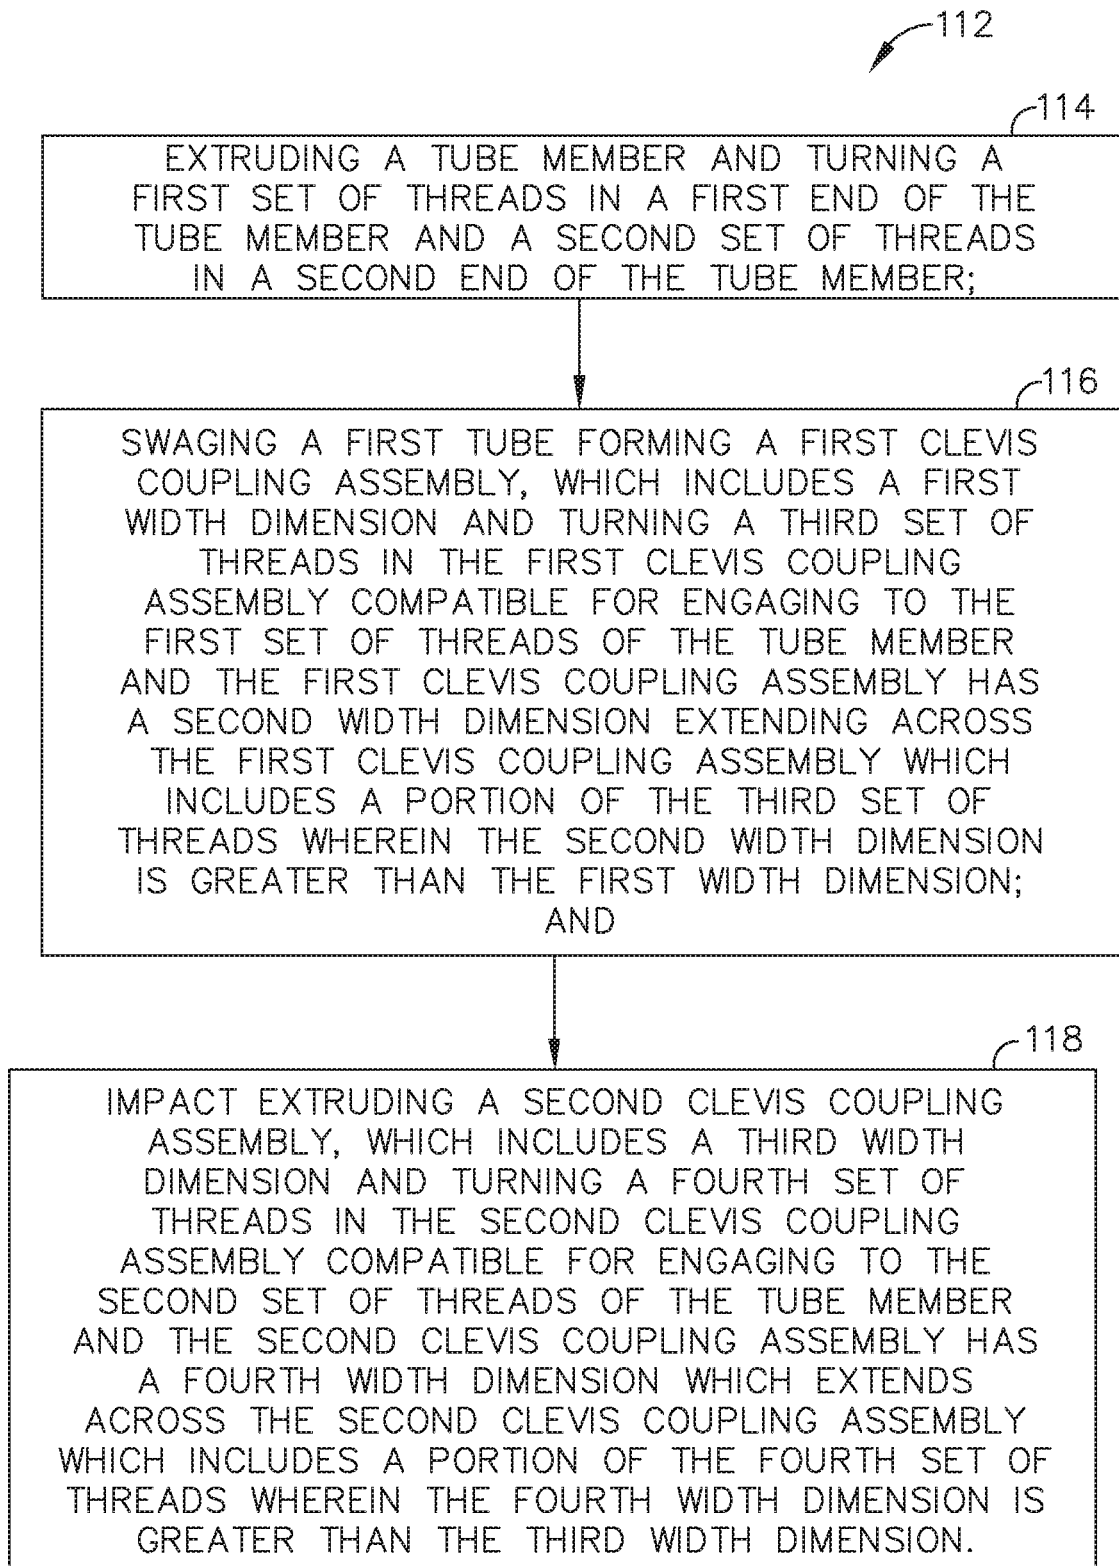 112
114
EXTRUDING A TUBE MEMBER AND TURNING A
FIRST SET OF THREADS IN A FIRST END OF THE
TUBE MEMBER AND A SECOND SET OF THREADS
IN A SECOND END OF THE TUBE MEMBER;
116
SWAGING A FIRST TUBE FORMING A FIRST CLEVIS
COUPLING ASSEMBLY, WHICH INCLUDES A FIRST
WIDTH DIMENSION AND TURNING A THIRD SET OF
THREADS IN THE FIRST CLEVIS COUPLING
ASSEMBLY COMPATIBLE FOR ENGAGING TO THE
FIRST SET OF THREADS OF THE TUBE MEMBER
AND THE FIRST CLEVIS COUPLING ASSEMBLY HAS
A SECOND WIDTH DIMENSION EXTENDING ACROSS
THE FIRST CLEVIS COUPLING ASSEMBLY WHICH
INCLUDES A PORTION OF THE THIRD SET OF
THREADS WHEREIN THE SECOND WIDTH DIMENSION
IS GREATER THAN THE FIRST WIDTH DIMENSION;
AND
118
IMPACT EXTRUDING A SECOND CLEVIS COUPLING
ASSEMBLY, WHICH INCLUDES A THIRD WIDTH
DIMENSION AND TURNING A FOURTH SET OF
THREADS IN THE SECOND CLEVIS COUPLING
ASSEMBLY COMPATIBLE FOR ENGAGING TO THE
SECOND SET OF THREADS OF THE TUBE MEMBER
AND THE SECOND CLEVIS COUPLING ASSEMBLY HAS
A FOURTH WIDTH DIMENSION WHICH EXTENDS
ACROSS THE SECOND CLEVIS COUPLING ASSEMBLY
WHICH INCLUDES A PORTION OF THE FOURTH SET OF
THREADS WHEREIN THE FOURTH WIDTH DIMENSION IS
GREATER THAN THE THIRD WIDTH DIMENSION.